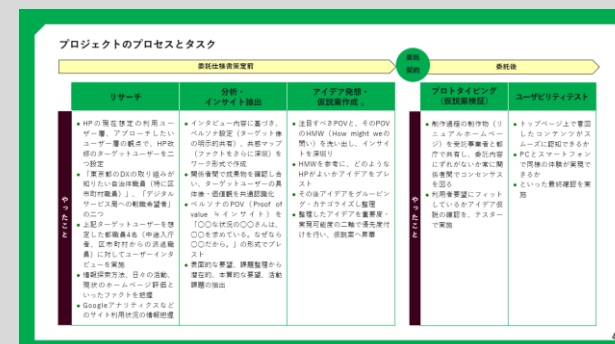 プロジェクトのプロセスとタスク
委託仕様書策定前
委託
契約
委託後
リサーチ
分析・
インサイト抽出
アイデア発想・
仮説案作成
プロトタイピング
(仮説案検証)
ユーザビリティテスト
やったこと
● HPの現在想定の利用ユー
ザー層、アプローチしたい
ユーザー層の観点で、HP改
修のターゲットユーザーを二
つ設定
● 「東京都のDXの取り組みが
知りたい自治体職員（特に区
市町村職員）」、「デジタル
サービス局への転職希望者」
の二つ
● 上記ターゲットユーザーを想
定した都職員4名（中途入庁
者、区市町村からの派遣職
員）に対してユーザーインタ
ビューを実施
● 情報探索方法、日々の活動、
現状のホームページ評価と
いったファクトを把握
● Googleアナリティクスなど
のサイト利用状況の情報把握
● インタビュー内容に基づき、
ペルソナ設定（ターゲット像
の明示的共有）、共感マップ
（ファクトをさらに深掘）を
ワーク形式で作成
● 関係者間で成果物を確認し合
い、ターゲットユーザーの具
体像・価値観を共通認識化
● ペルソナのPOV（Proof of
value ≒インサイト）を
「〇〇な状況の〇〇さんは、
〇〇を求めている。なぜなら
〇〇だから。」の形式でブレ
スト
● 表面的な要望、課題整理から
潜在的、本質的な要望、活動
課題の抽出
● 注目すべきPOVと、そのPOV
のHMW（How might weの
問い）を洗い出し、インサイ
トを深堀り
● HMWを参考に、どのような
HPがよいかアイデアをブレ
スト
● その後アイデアをグルーピン
グ・カテゴライズし整理
● 整理したアイデアを重要度・
実現可能度の二軸で優先度付
けを行い、仮説案へ昇華
● 制作過程の制作物（リ
ニューアルホームペー
ジ）を受託事業者と都
庁で共有し、委託内容
にずれがないか常に関
係者間でコンセンサス
を図る
● 利用者要望にフィット
しているかアイデア仮
説の確認を、テスター
で実施
● トップページ上で意図
したコンテンツがス
ムーズに認知できるか
● PCとスマートフォン
で同様の体験が実現で
きるか
● といった最終確認を実
施
4